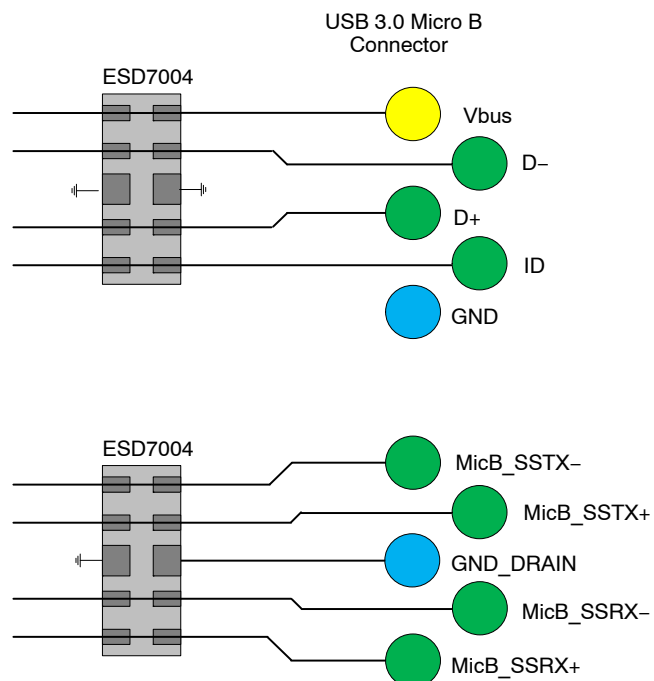 USB 3.0 Micro B
Connector
ESD7004
Vbus
D−
D+
ID
GND
ESD7004
MicB_SSTX−
MicB_SSTX+
GND_DRAIN
MicB_SSRX−
MicB_SSRX+